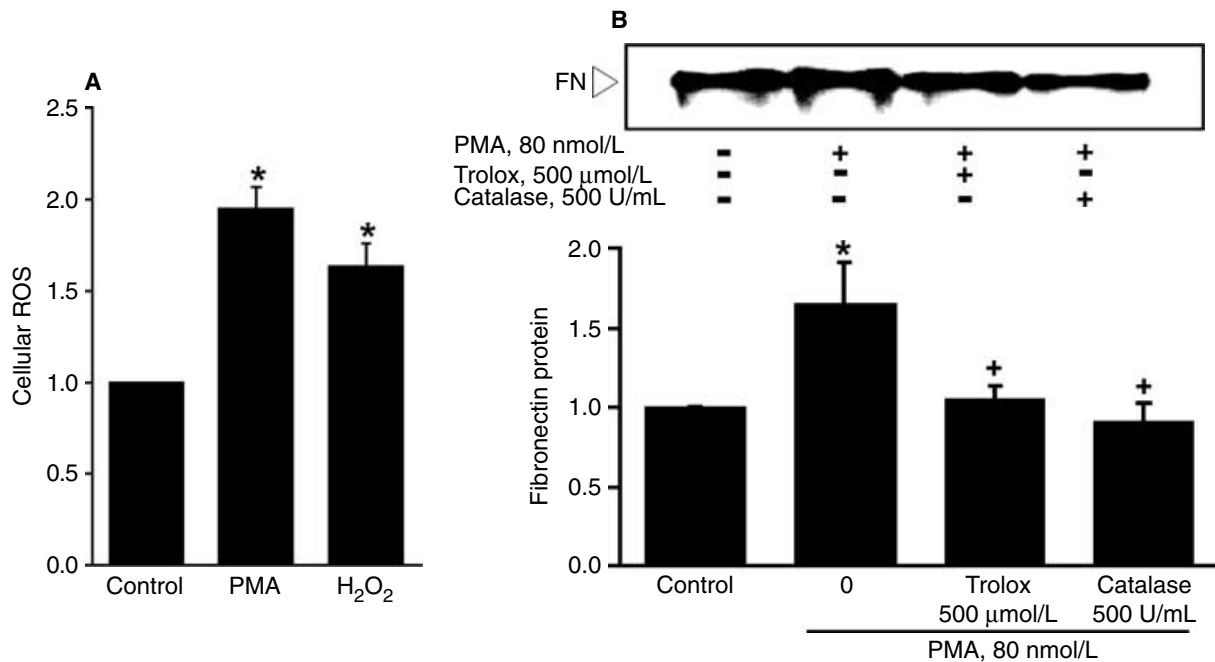 A
2.5
2.0
1.5
1.0
0.5
0.0
Cellular ROS
*
*
Control PMA H₂O₂
B
FN
PMA, 80 nmol/L - + + +
Trolox, 500 μmol/L - - + -
Catalase, 500 U/mL - - - +
2.0
1.5
1.0
0.5
0.0
Fibronectin protein
*
+
+
Control 0 Trolox Catalase
500 μmol/L 500 U/mL
PMA, 80 nmol/L